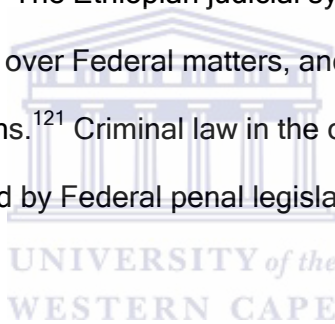 The Ethiopian judicial sy
over Federal matters, and
ns.¹²¹ Criminal law in the c
d by Federal penal legisla
UNIVERSITY of the
WESTERN CAPE